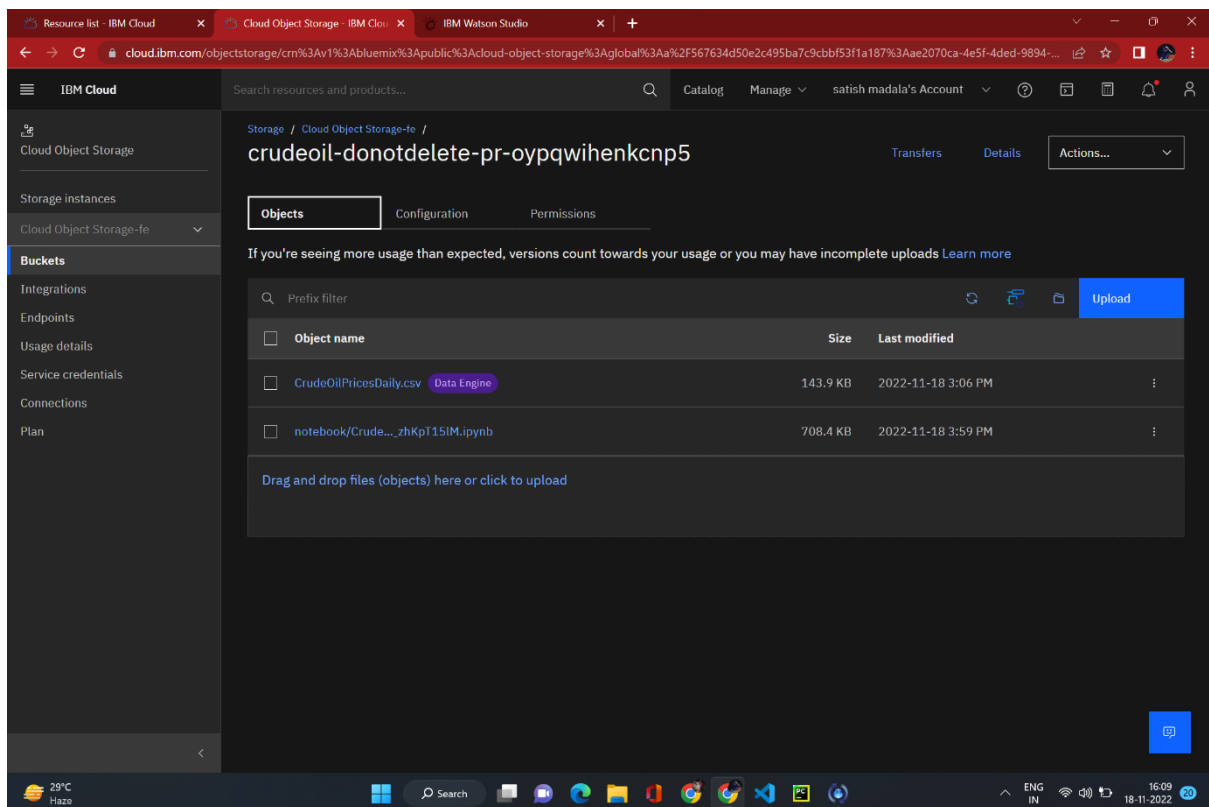 Resource list - IBM Cloud
Cloud Object Storage - IBM Clou
IBM Watson Studio
cloud.ibm.com/objectstorage/crn%3Av1%3Abluemix%3Apublic%3Acloud-object-storage%3Aglobal%3Aa%2F567634d50e2c495ba7c9cbbf53f1a187%3Aae2070ca-4e5f-4ded-9894-...
IBM Cloud
Search resources and products...
Catalog
Manage
satish madala's Account
Cloud Object Storage
Storage instances
Cloud Object Storage-fe
Buckets
Integrations
Endpoints
Usage details
Service credentials
Connections
Plan
Storage / Cloud Object Storage-fe /
crudeoil-donotdelete-pr-oypqwihenkcnp5
Transfers
Details
Actions...
Objects
Configuration
Permissions
If you're seeing more usage than expected, versions count towards your usage or you may have incomplete uploads Learn more
Prefix filter
Upload
Object name Size Last modified
CrudeOilPricesDaily.csv Data Engine 143.9 KB 2022-11-18 3:06 PM
notebook/Crude..._zhKpT15lM.ipynb 708.4 KB 2022-11-18 3:59 PM
Drag and drop files (objects) here or click to upload
29°C
Haze
Search
ENG
IN
16:09
18-11-2022
20